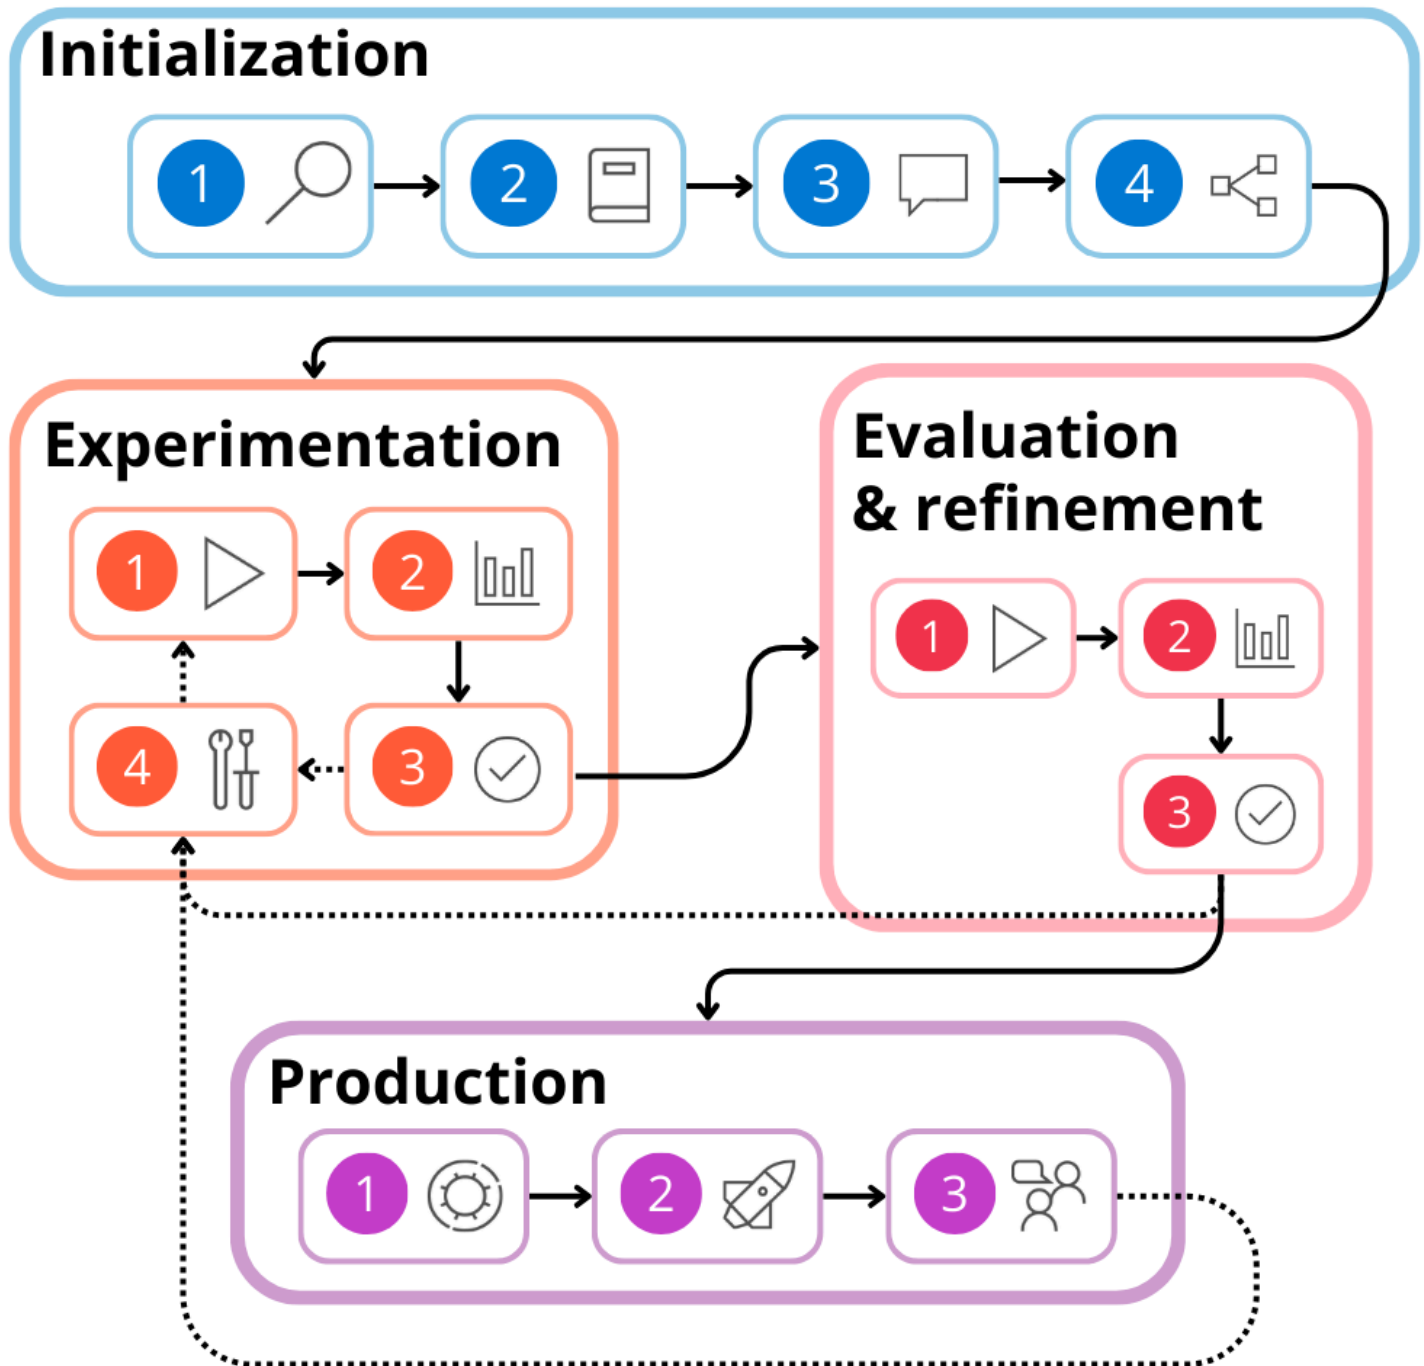 Initialization
1 2 3 4
Experimentation
1 2
4 3
Evaluation
& refinement
1 2
3
Production
1 2 3